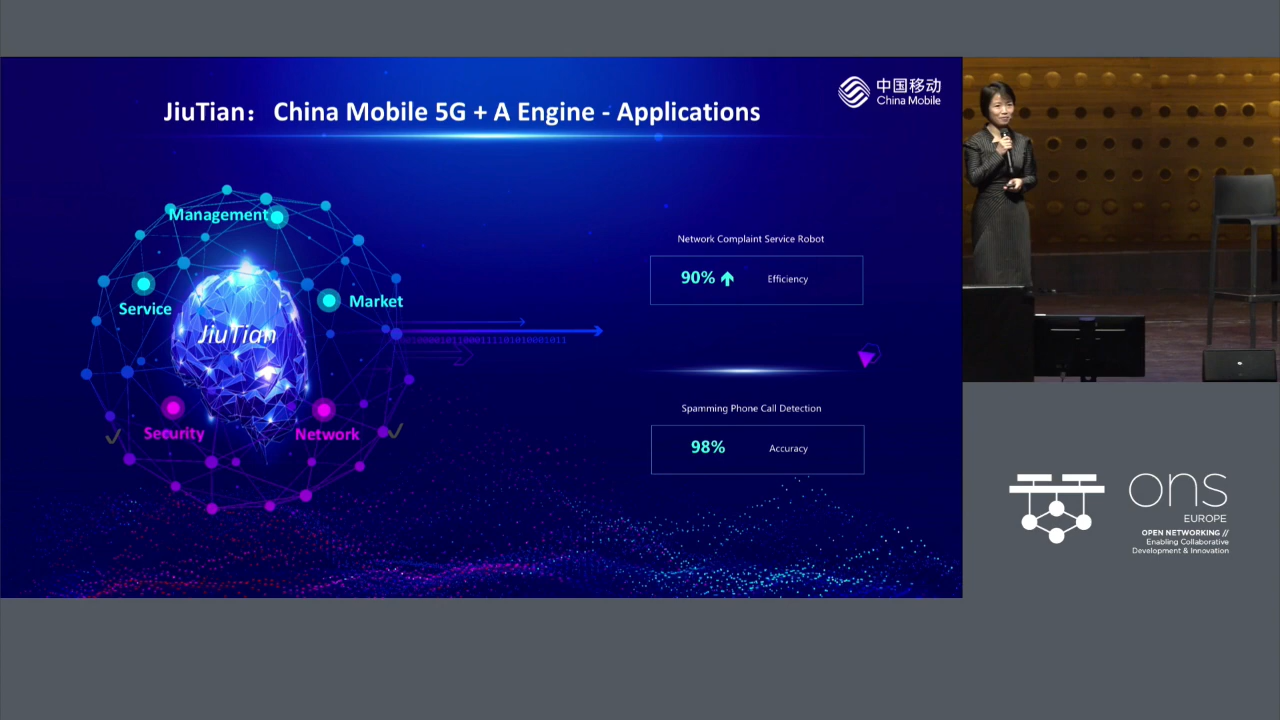 JiuTian： China Mobile 5G + A Engine - Applications
中国移动
China Mobile
Management
Service
Market
JiuTian
Security
Network
Network Complaint Service Robot
90% Efficiency
Spamming Phone Call Detection
98% Accuracy
ons
EUROPE
OPEN NETWORKING //
Enabling Collaborative
Development & Innovation